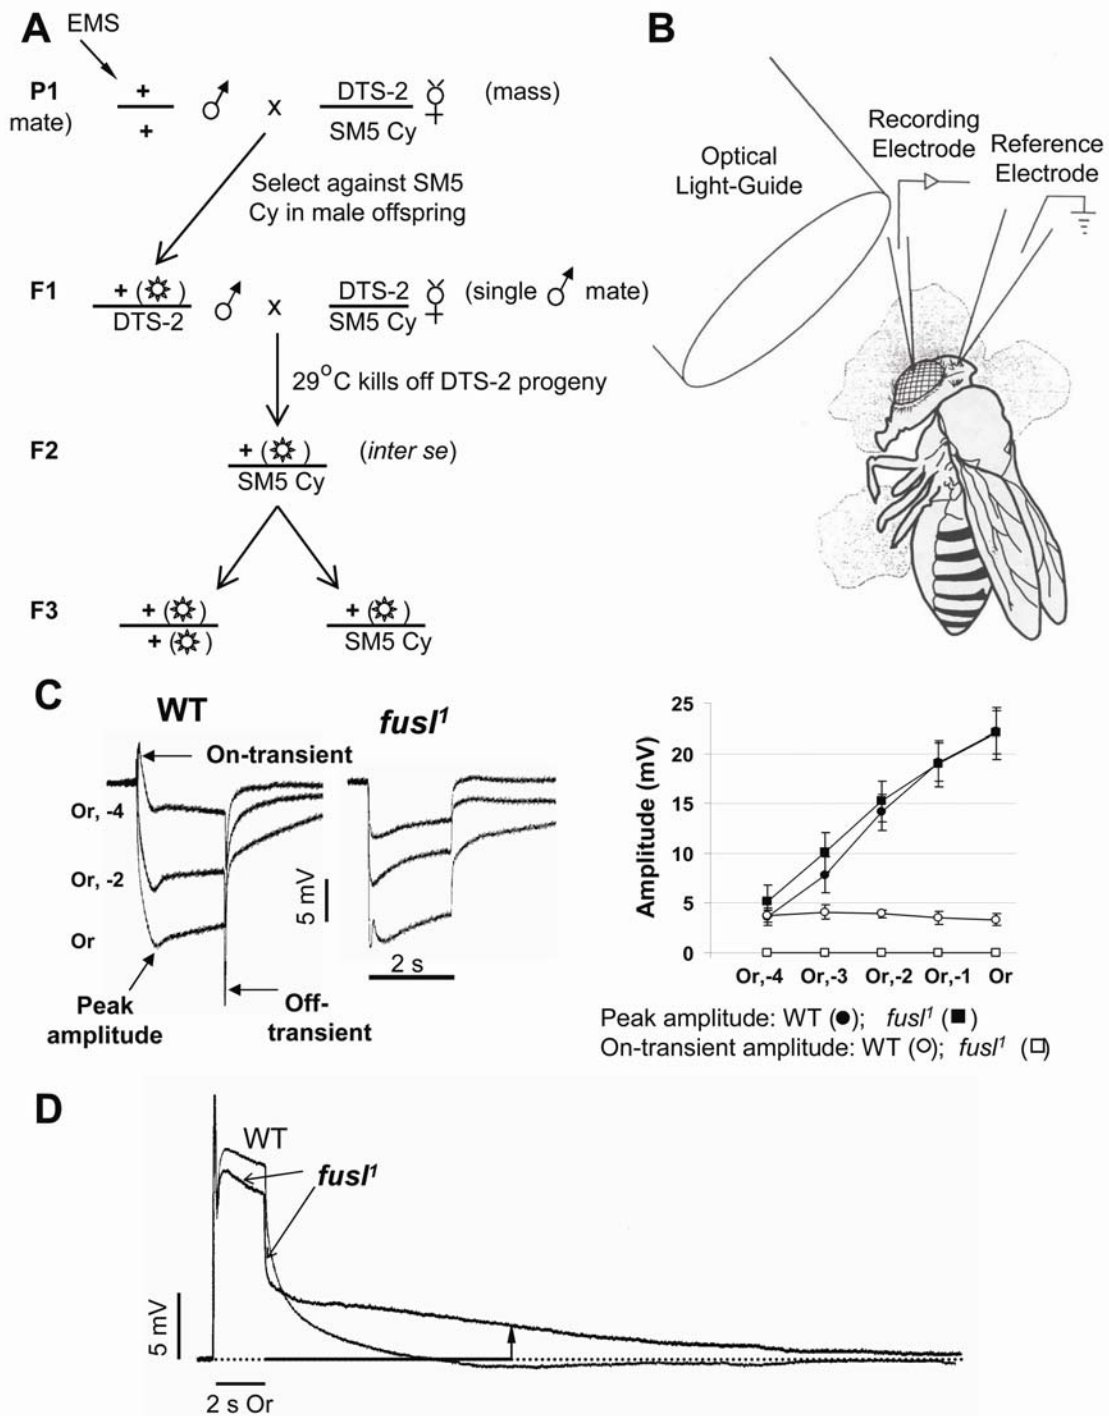 A
EMS
P1
+
+
x
DTS-2
SM5 Cy
(mass)
mate)
Select against SM5
Cy in male offspring
F1
+ ( )
DTS-2
x
DTS-2
SM5 Cy
(single ♂ mate)
29°C kills off DTS-2 progeny
F2
+ ( )
SM5 Cy
(inter se)
F3
+ ( )
+ ( )
+ ( )
SM5 Cy
B
Optical
Light-Guide
Recording
Electrode
Reference
Electrode
C
WT
fusl¹
On-transient
Or, -4
Or, -2
Or
5 mV
2 s
Peak
amplitude
Off-
transient
Amplitude (mV)
25
20
15
10
5
0
Or,-4
Or,-3
Or,-2
Or,-1
Or
Peak amplitude: WT (●); fusl¹ (■)
On-transient amplitude: WT (○); fusl¹ (□)
D
WT
fusl¹
5 mV
2 s Or